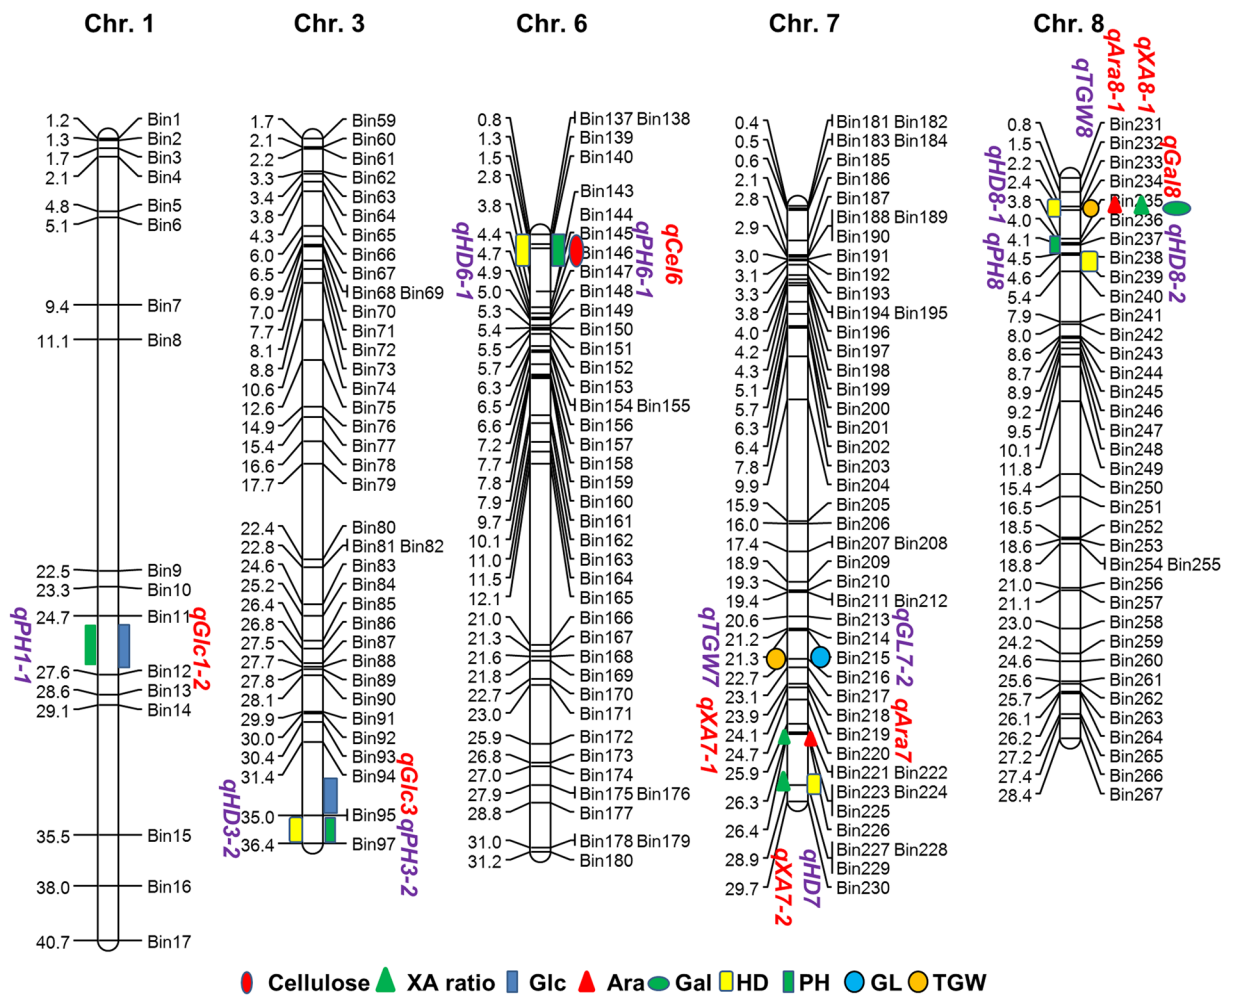 Chr. 1
Chr. 3
Chr. 6
Chr. 7
Chr. 8
1.2 Bin1
1.3 Bin2
1.7 Bin3
2.1 Bin4
4.8 Bin5
5.1 Bin6
9.4 Bin7
11.1 Bin8
22.5 Bin9
23.3 Bin10
24.7 Bin11
27.6 Bin12
28.6 Bin13
29.1 Bin14
35.5 Bin15
38.0 Bin16
40.7 Bin17
qPH1-1
qGlc1-2
1.7 Bin59
2.1 Bin60
2.2 Bin61
3.3 Bin62
3.4 Bin63
3.8 Bin64
4.3 Bin65
6.0 Bin66
6.5 Bin67
6.9 Bin68 Bin69
7.0 Bin70
7.7 Bin71
8.1 Bin72
8.8 Bin73
10.6 Bin74
12.6 Bin75
14.9 Bin76
15.4 Bin77
16.6 Bin78
17.7 Bin79
22.4 Bin80
22.8 Bin81 Bin82
24.6 Bin83
25.2 Bin84
26.4 Bin85
26.8 Bin86
27.5 Bin87
27.7 Bin88
27.8 Bin89
28.1 Bin90
29.9 Bin91
30.0 Bin92
30.4 Bin93
31.4 Bin94
35.0 Bin95
36.4 Bin97
qHD3-2
qGlc3
qPH3-2
0.8 Bin137 Bin138
1.3 Bin139
1.5 Bin140
2.8 Bin143
3.8 Bin144
4.4 Bin145
4.7 Bin146
4.9 Bin147
5.0 Bin148
5.3 Bin149
5.4 Bin150
5.5 Bin151
5.7 Bin152
6.3 Bin153
6.5 Bin154 Bin155
6.6 Bin156
7.2 Bin157
7.7 Bin158
7.8 Bin159
7.9 Bin160
9.7 Bin161
10.1 Bin162
11.0 Bin163
11.5 Bin164
12.1 Bin165
21.0 Bin166
21.3 Bin167
21.6 Bin168
21.8 Bin169
22.7 Bin170
23.0 Bin171
25.9 Bin172
26.8 Bin173
27.0 Bin174
27.9 Bin175 Bin176
28.8 Bin177
31.0 Bin178 Bin179
31.2 Bin180
qHD6-1
qPH6-1
qCel6
0.4 Bin181 Bin182
0.5 Bin183 Bin184
0.6 Bin185
2.1 Bin186
2.8 Bin187
Bin188 Bin189
2.9 Bin190
3.0 Bin191
3.1 Bin192
3.3 Bin193
3.8 Bin194 Bin195
4.0 Bin196
4.2 Bin197
4.3 Bin198
5.1 Bin199
5.7 Bin200
6.3 Bin201
6.4 Bin202
7.8 Bin203
9.9 Bin204
15.9 Bin205
16.0 Bin206
17.4 Bin207 Bin208
18.9 Bin209
19.3 Bin210
19.4 Bin211 Bin212
20.6 Bin213
21.2 Bin214
21.3 Bin215
22.7 Bin216
23.1 Bin217
23.9 Bin218
24.1 Bin219
24.7 Bin220
25.9 Bin221 Bin222
26.3 Bin223 Bin224
Bin225
26.4 Bin226
Bin227 Bin228
28.9 Bin229
29.7 Bin230
qTGW7
qGL7-2
qXA7-1
qAra7
qXA7-2
qHD7
0.8 Bin231
1.5 Bin232
2.2 Bin233
2.4 Bin234
3.8 Bin235
4.0 Bin236
4.1 Bin237
4.5 Bin238
4.6 Bin239
5.4 Bin240
7.9 Bin241
8.0 Bin242
8.6 Bin243
8.7 Bin244
8.9 Bin245
9.2 Bin246
9.5 Bin247
10.1 Bin248
11.8 Bin249
15.4 Bin250
16.5 Bin251
18.5 Bin252
18.6 Bin253
18.8 Bin254 Bin255
21.0 Bin256
21.1 Bin257
23.0 Bin258
24.2 Bin259
24.6 Bin260
25.6 Bin261
25.7 Bin262
26.1 Bin263
26.2 Bin264
27.2 Bin265
27.4 Bin266
28.4 Bin267
qTGW8
qAra8-1
qXA8-1
qGal8
qHD8-1
qPH8
qHD8-2
Cellulose XA ratio Glc Ara Gal HD PH GL TGW